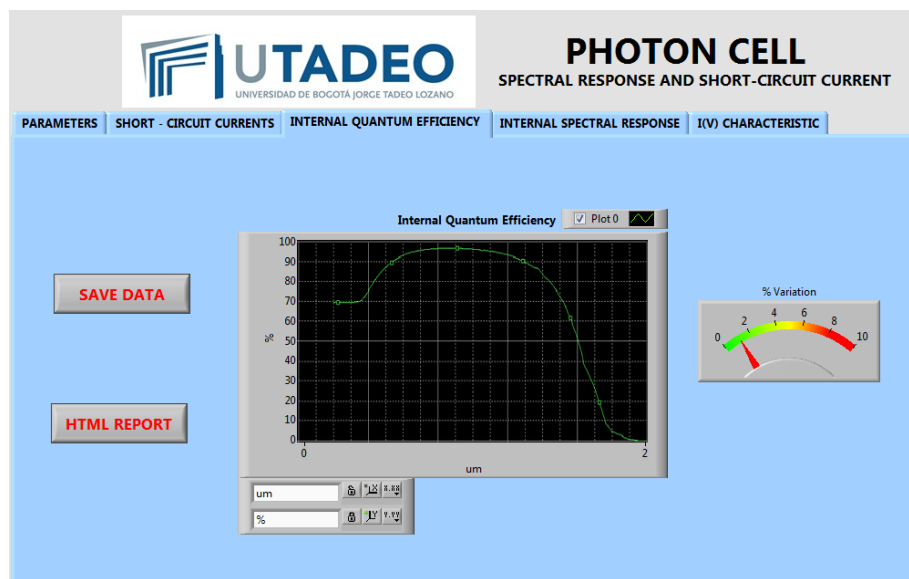 UTADEO
UNIVERSIDAD DE BOGOTÁ JORGE TADEO LOZANO
PHOTON CELL
SPECTRAL RESPONSE AND SHORT-CIRCUIT CURRENT
PARAMETERS
SHORT - CIRCUIT CURRENTS
INTERNAL QUANTUM EFFICIENCY
INTERNAL SPECTRAL RESPONSE
I(V) CHARACTERISTIC
Internal Quantum Efficiency
Plot 0
SAVE DATA
HTML REPORT
100
90
80
70
60
50
40
30
20
10
0
%
0
2
um
% Variation
0
2
4
6
8
10
um
X
X.XX
%
Y
Y.YY